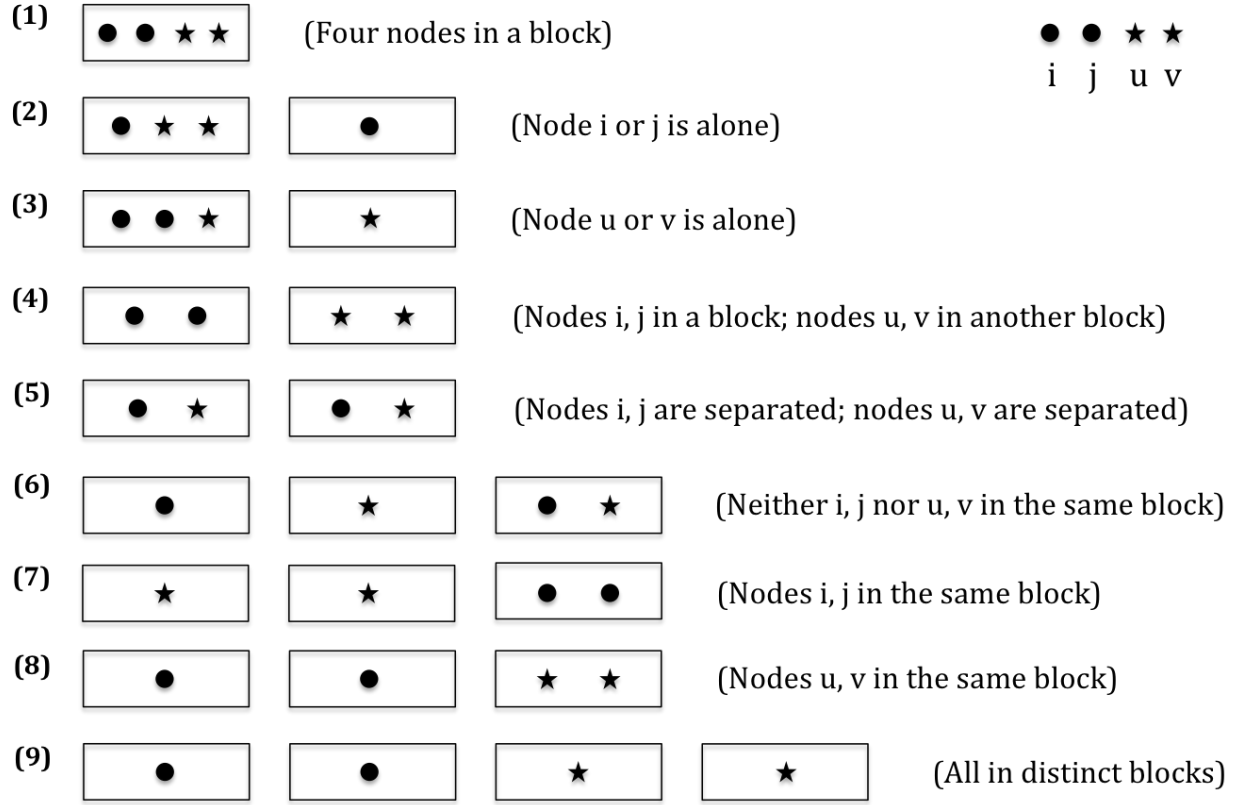 (1) (Four nodes in a block)
i j u v
(2) (Node i or j is alone)
(3) (Node u or v is alone)
(4) (Nodes i, j in a block; nodes u, v in another block)
(5) (Nodes i, j are separated; nodes u, v are separated)
(6) (Neither i, j nor u, v in the same block)
(7) (Nodes i, j in the same block)
(8) (Nodes u, v in the same block)
(9) (All in distinct blocks)